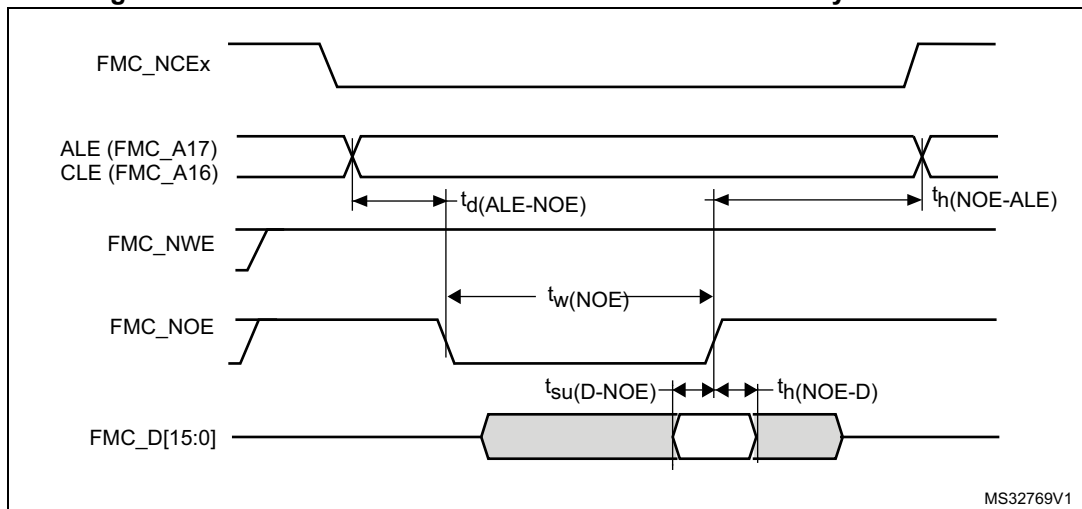 FMC_NCEx
ALE (FMC_A17)
CLE (FMC_A16)
td(ALE-NOE)
th(NOE-ALE)
FMC_NWE
tw(NOE)
FMC_NOE
tsu(D-NOE)
th(NOE-D)
FMC_D[15:0]
MS32769V1